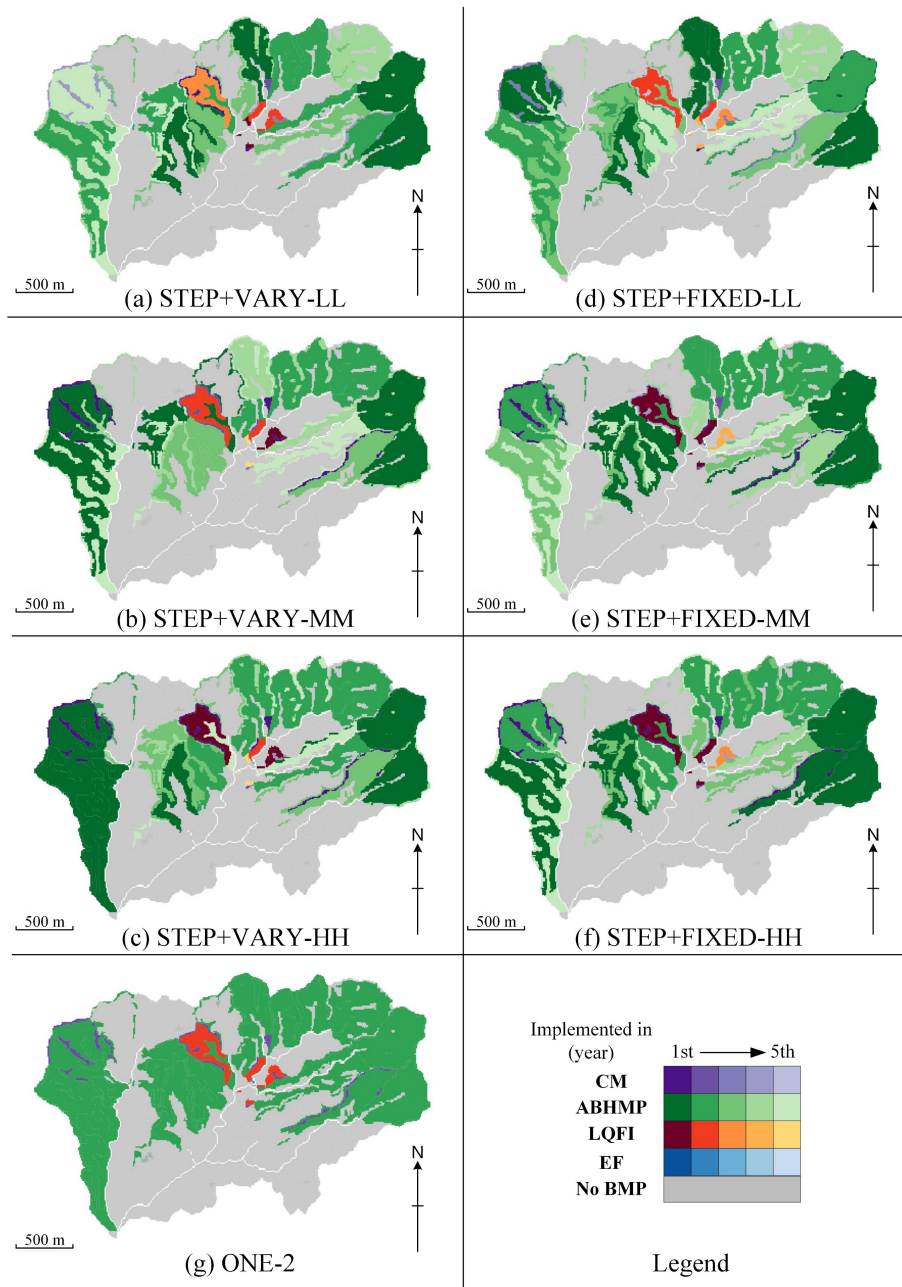 N
N
500 m
500 m
(a) STEP+VARY-LL
(d) STEP+FIXED-LL
N
N
500 m
500 m
(b) STEP+VARY-MM
(e) STEP+FIXED-MM
N
N
500 m
500 m
(c) STEP+VARY-HH
(f) STEP+FIXED-HH
N
500 m
(g) ONE-2
Implemented in
(year)
1st
5th
CM
ABHMP
LQFI
EF
No BMP
Legend